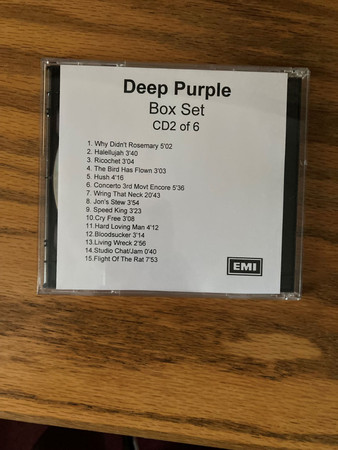 Deep Purple
Box Set
CD2 of 6
1. Why Didn't Rosemary 5'02
2. Halellujah 3'40
3. Ricochet 3'04
4. The Bird Has Flown 3'03
5. Hush 4'16
6. Concerto 3rd Movt Encore 5'36
7. Wring That Neck 20'43
8. Jon's Stew 3'54
9. Speed King 3'23
10.Cry Free 3'08
11.Hard Loving Man 4'12
12.Bloodsucker 3'14
13.Living Wreck 2'56
14.Studio Chat/Jam 0'40
15.Flight Of The Rat 7'53
EMI